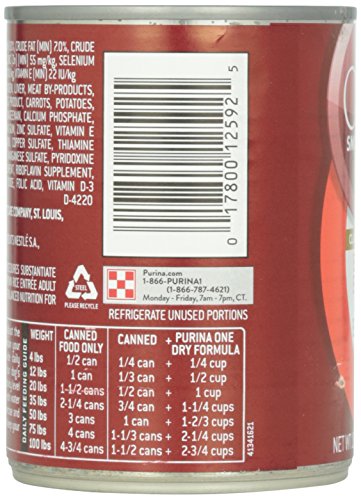 CRUDE FAT (MIN) 7.0%, CRUDE
55 mg/kg, SELENIUM
VITAMIN E (MIN) 22 IU/kg
LIVER, MEAT BY-PRODUCTS,
PRODUCT, CARROTS, POTATOES,
CALCIUM PHOSPHATE,
ZINC SULFATE, VITAMIN E
COPPER SULFATE, THIAMINE
SULFATE, PYRIDOXINE
RIBOFLAVIN SUPPLEMENT,
FOLIC ACID, VITAMIN D-3
D-4220
COMPANY, ST. LOUIS,
NESTLÉ S.A.,
0 17800 12592 5
SUBSTANTIATE
RICE ENTRÉE ADULT
NUTRITION FOR
STEEL
PLEASE RECYCLE
Purina.com
1-866-PURINA1
(1-866-787-4621)
Monday - Friday, 7am - 7pm, CT.
REFRIGERATE UNUSED PORTIONS
DAILY FEEDING GUIDE
WEIGHT CANNED FOOD ONLY CANNED + PURINA ONE DRY FORMULA
4 lbs 1/2 can 1/4 can + 1/4 cup
12 lbs 1 can 1/3 can + 1/2 cup
20 lbs 1-1/2 cans 1/2 can + 1 cup
35 lbs 2-1/4 cans 3/4 can + 1-1/4 cups
50 lbs 3 cans 1 can + 1-2/3 cups
75 lbs 4 cans 1-1/3 cans + 2-1/4 cups
100 lbs 4-3/4 cans 1-1/2 cans + 2-3/4 cups
41341621
NET